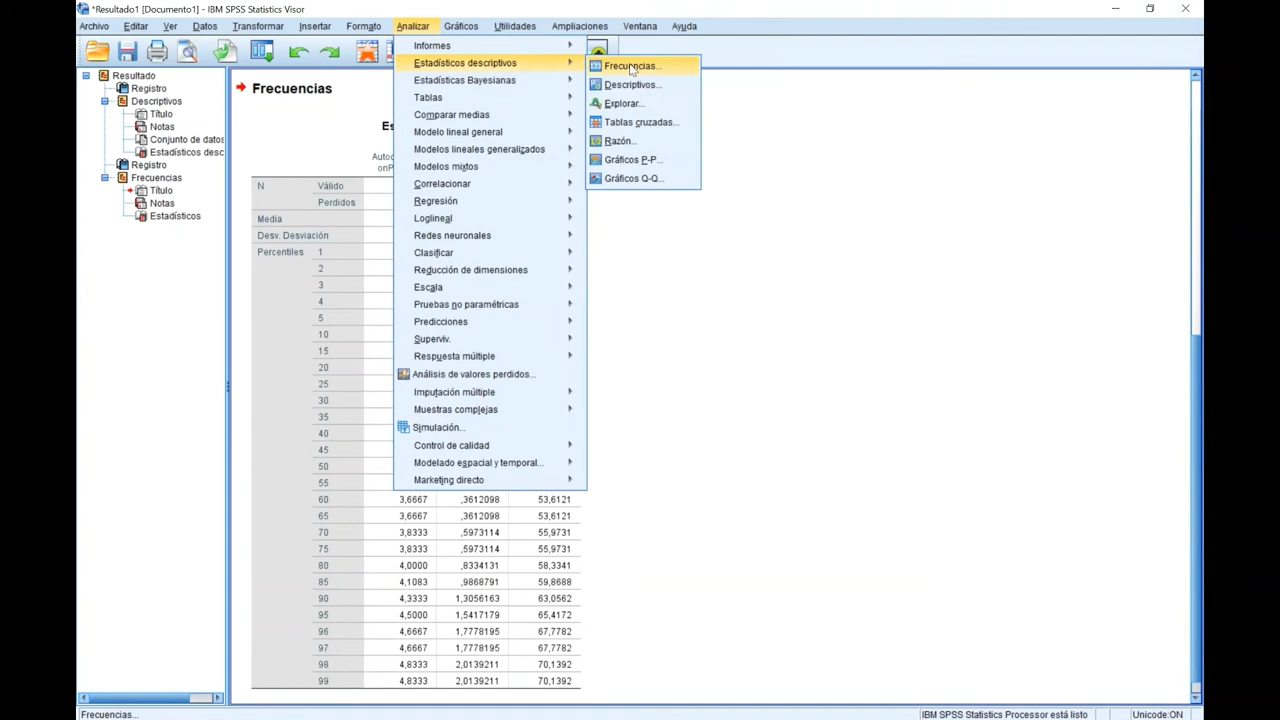 *Resultado1 [Documento1] - IBM SPSS Statistics Visor
Archivo Editar Ver Datos Transformar Insertar Formato Analizar Gráficos Utilidades Ampliaciones Ventana Ayuda
Resultado
Registro
Descriptivos
Título
Notas
Conjunto de datos
Estadísticos desc
Registro
Frecuencias
Título
Notas
Estadísticos
Frecuencias
Es
Autoc
onP
N Válido
Perdidos
Media
Desv. Desviación
Percentiles 1
2
3
4
5
10
15
20
25
30
35
40
45
50
55
60 3,6667 ,3612098 53,6121
65 3,6667 ,3612098 53,6121
70 3,8333 ,5973114 55,9731
75 3,8333 ,5973114 55,9731
80 4,0000 ,8334131 58,3341
85 4,1083 ,9868791 59,8688
90 4,3333 1,3056163 63,0562
95 4,5000 1,5417179 65,4172
96 4,6667 1,7778195 67,7782
97 4,6667 1,7778195 67,7782
98 4,8333 2,0139211 70,1392
99 4,8333 2,0139211 70,1392
Informes
Estadísticos descriptivos
Estadísticas Bayesianas
Tablas
Comparar medias
Modelo lineal general
Modelos lineales generalizados
Modelos mixtos
Correlacionar
Regresión
Loglineal
Redes neuronales
Clasificar
Reducción de dimensiones
Escala
Pruebas no paramétricas
Predicciones
Superviv.
Respuesta múltiple
Análisis de valores perdidos...
Imputación múltiple
Muestras complejas
Simulación...
Control de calidad
Modelado espacial y temporal...
Marketing directo
Frecuencias...
Descriptivos...
Explorar...
Tablas cruzadas...
Razón...
Gráficos P-P...
Gráficos Q-Q...
Frecuencias...
IBM SPSS Statistics Processor está listo
Unicode:ON